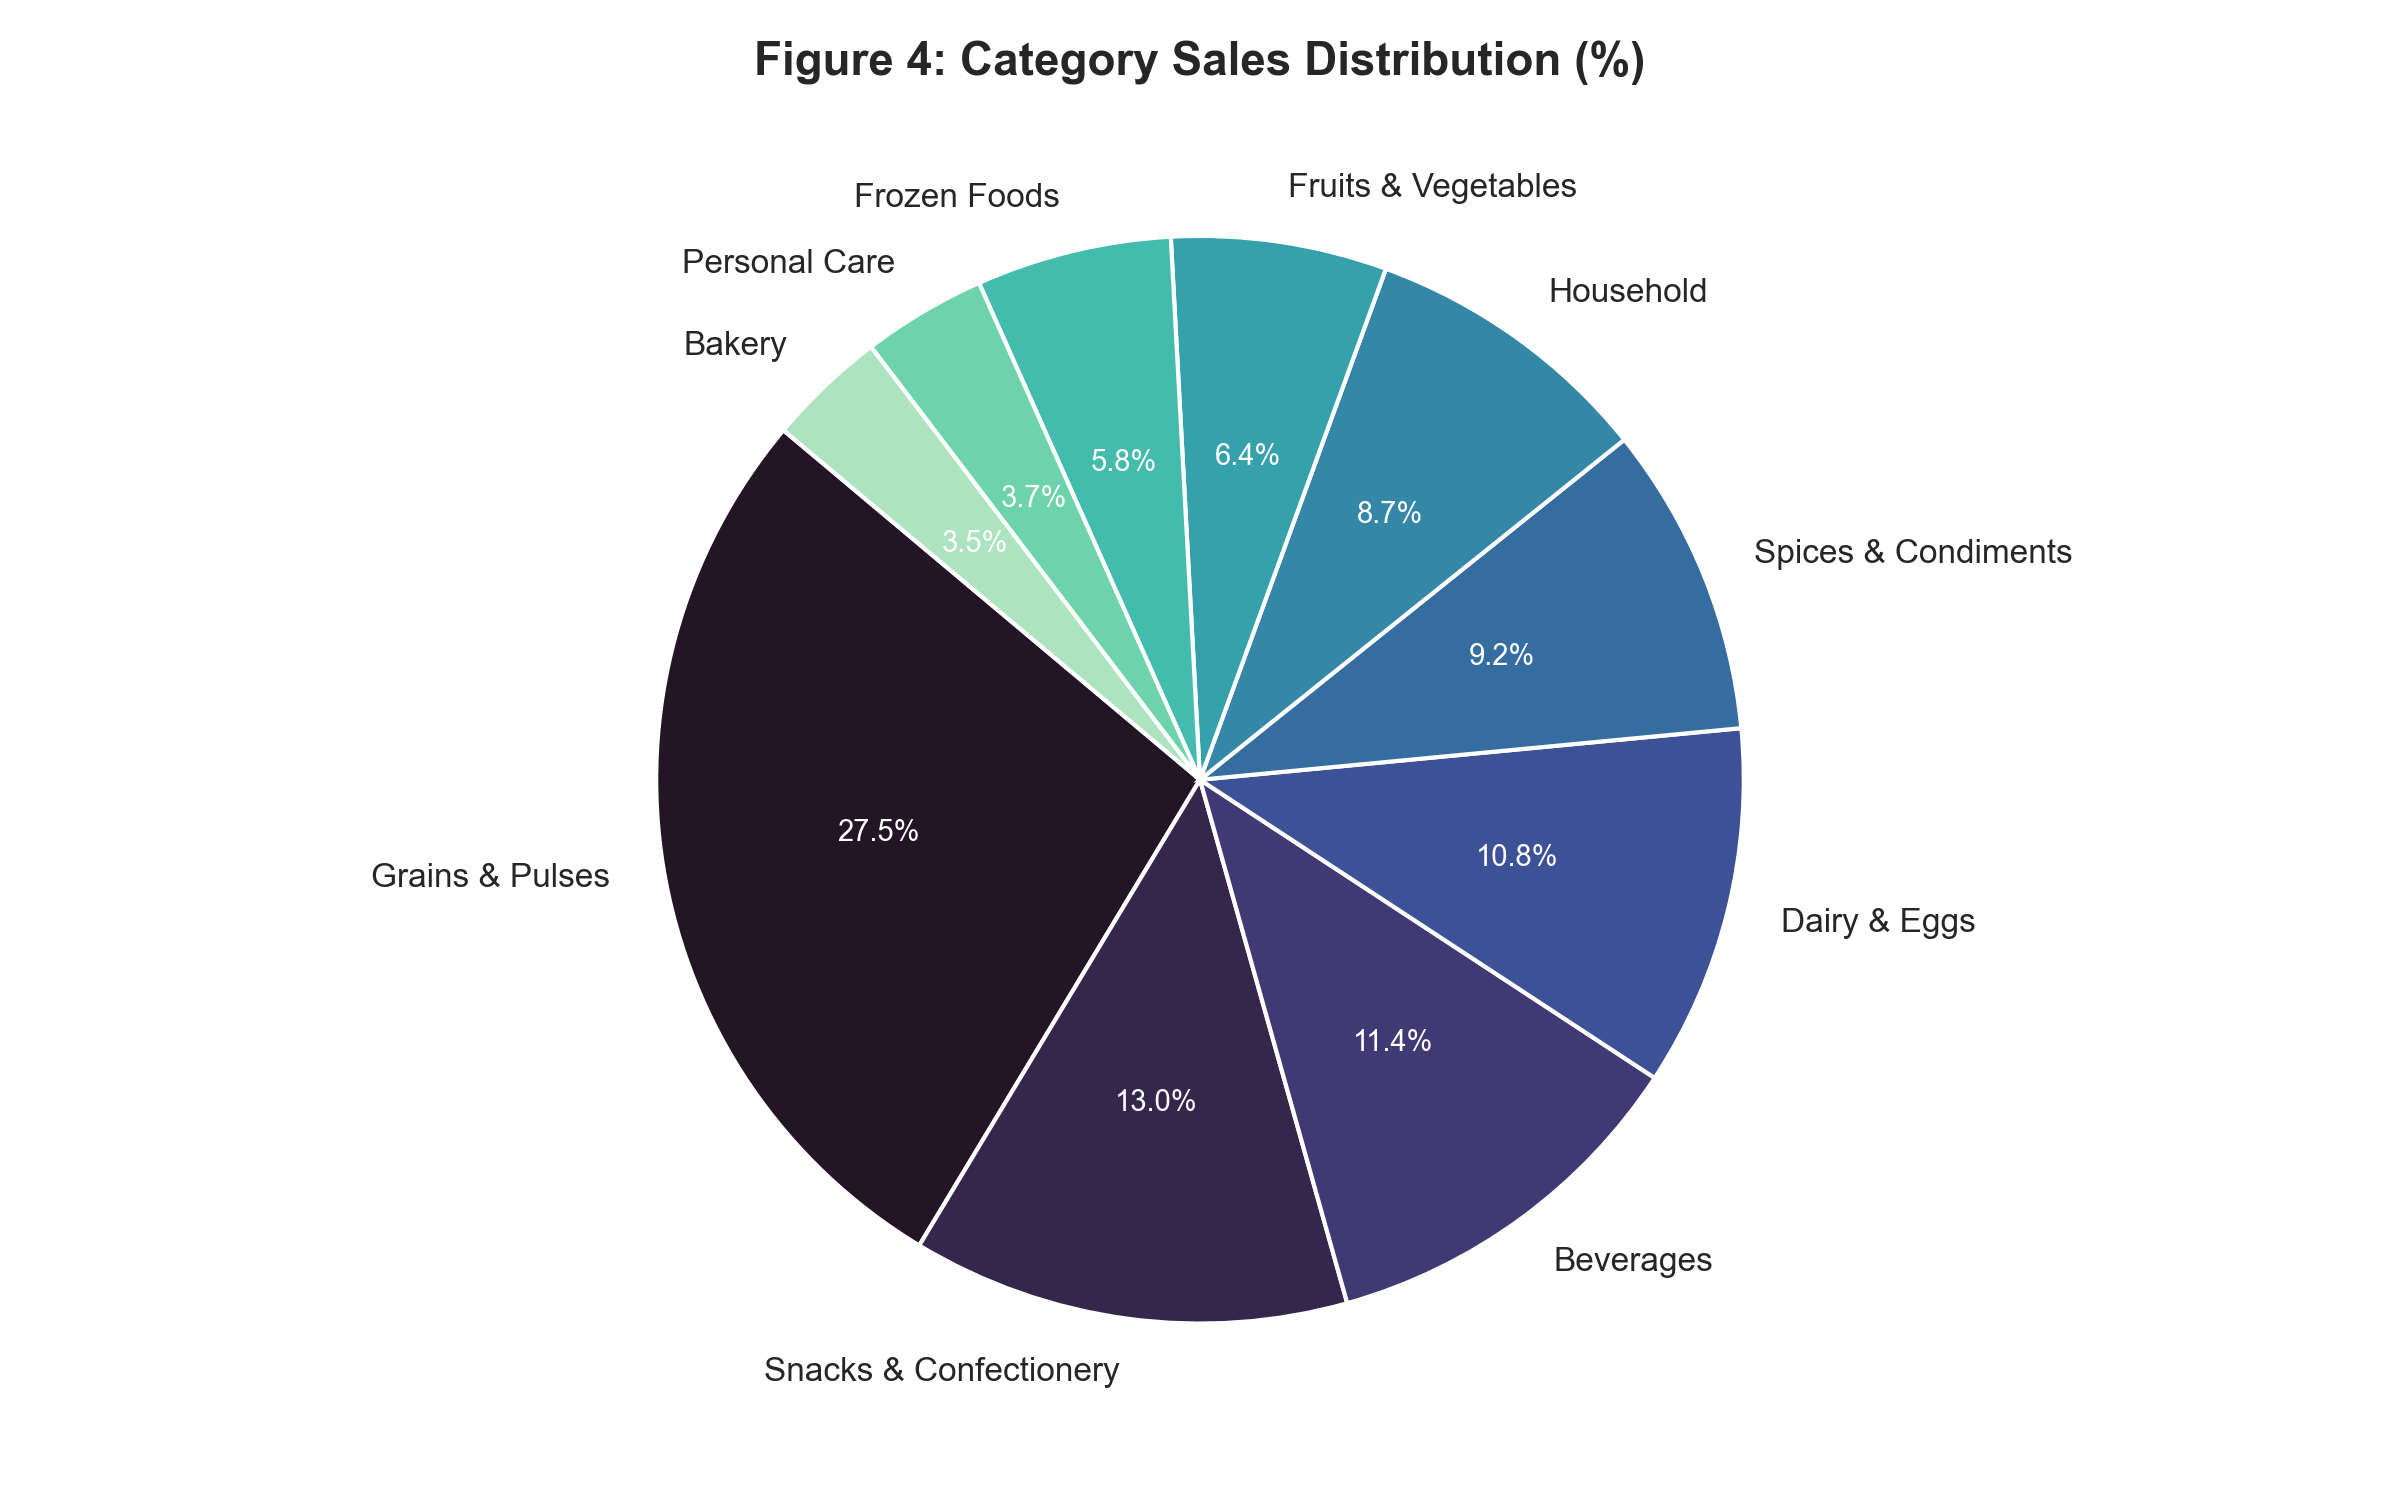 Figure 4: Category Sales Distribution (%)
Fruits & Vegetables
Frozen Foods
Personal Care
Household
Bakery
5.8%
6.4%
3.7%
8.7%
3.5%
Spices & Condiments
9.2%
27.5%
10.8%
Grains & Pulses
Dairy & Eggs
11.4%
13.0%
Beverages
Snacks & Confectionery